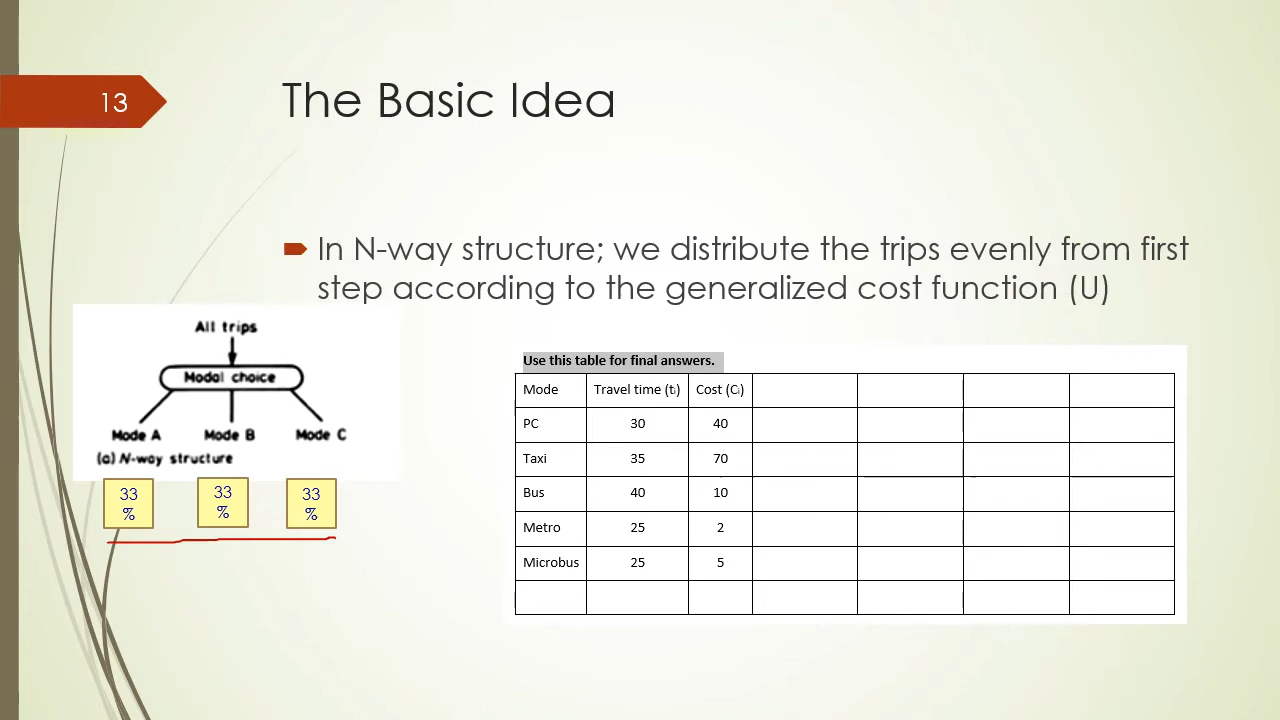 13
The Basic Idea
In N-way structure; we distribute the trips evenly from first
step according to the generalized cost function (U)
All trips
Modal choice
Mode A Mode B Mode C
(a) N-way structure
33 33 33
% % %
Use this table for final answers.
Mode Travel time (ti) Cost (Ci)
PC 30 40
Taxi 35 70
Bus 40 10
Metro 25 2
Microbus 25 5